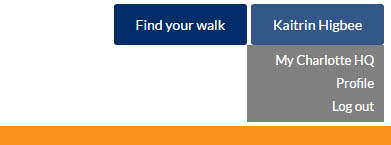 Find your walk
Kaitrin Higbee
My Charlotte HQ
Profile
Log out